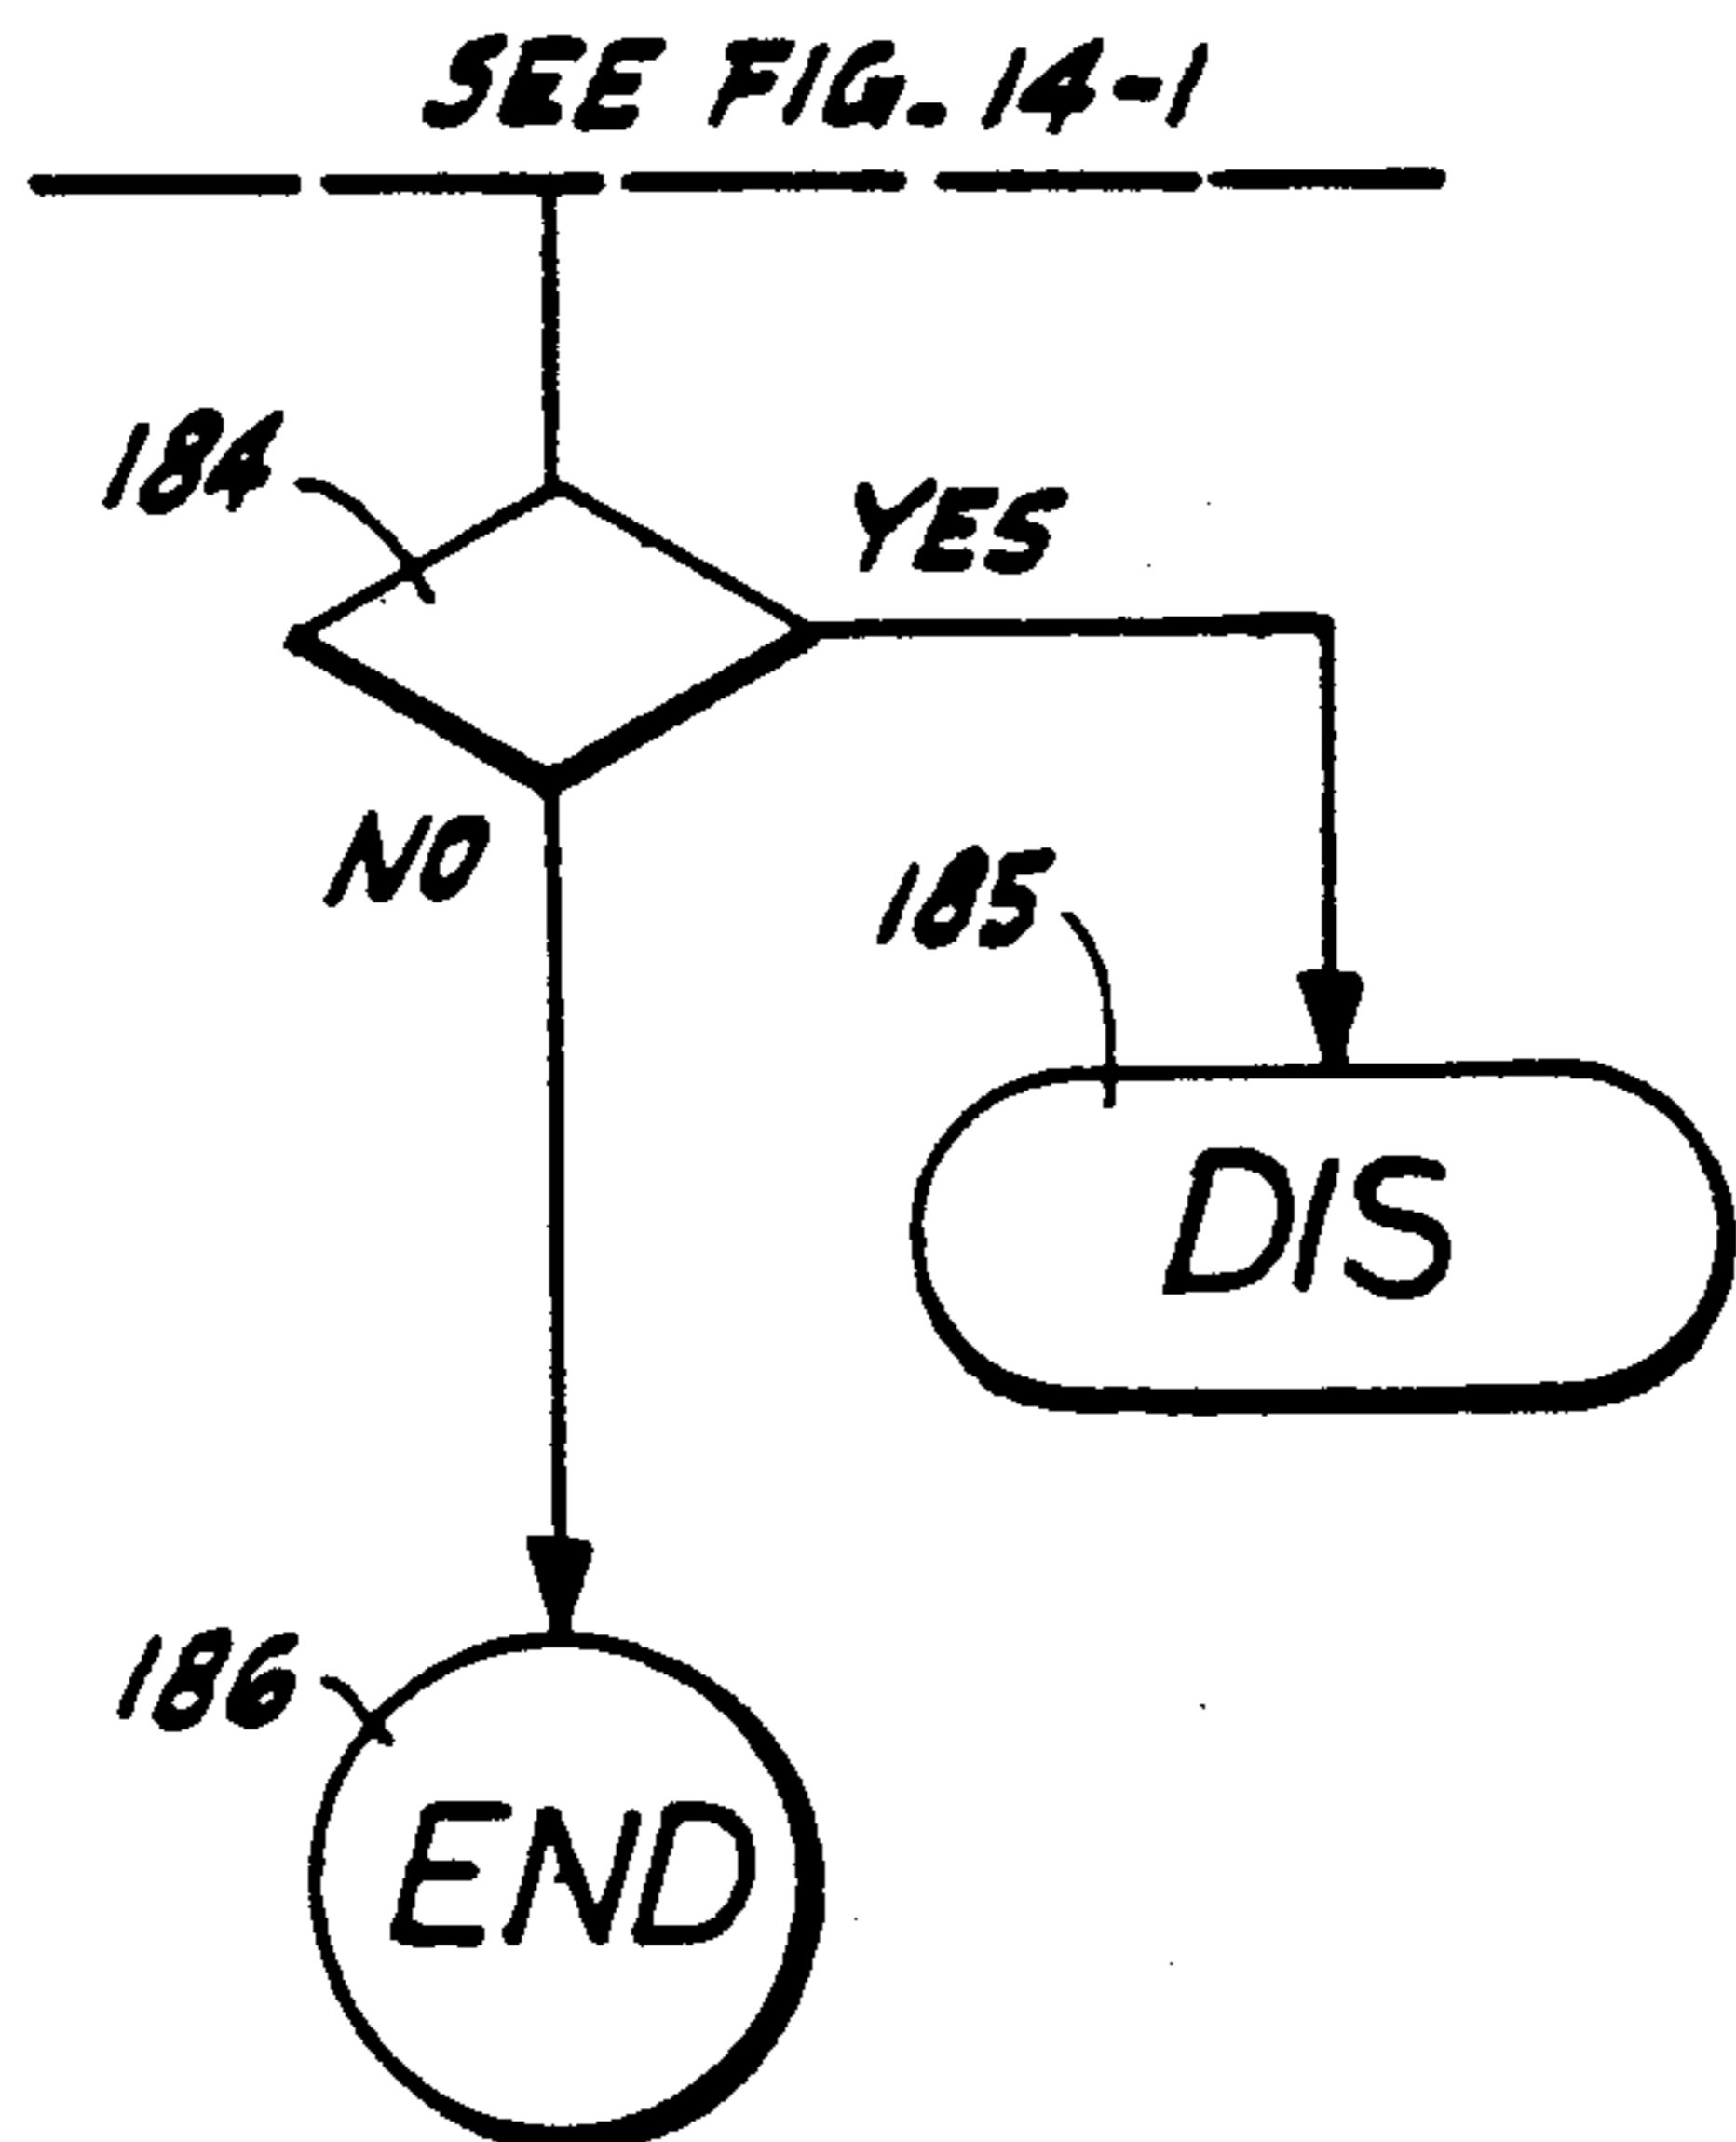 SEE FIG. 14-1
184
YES
NO
185
DIS
186
END